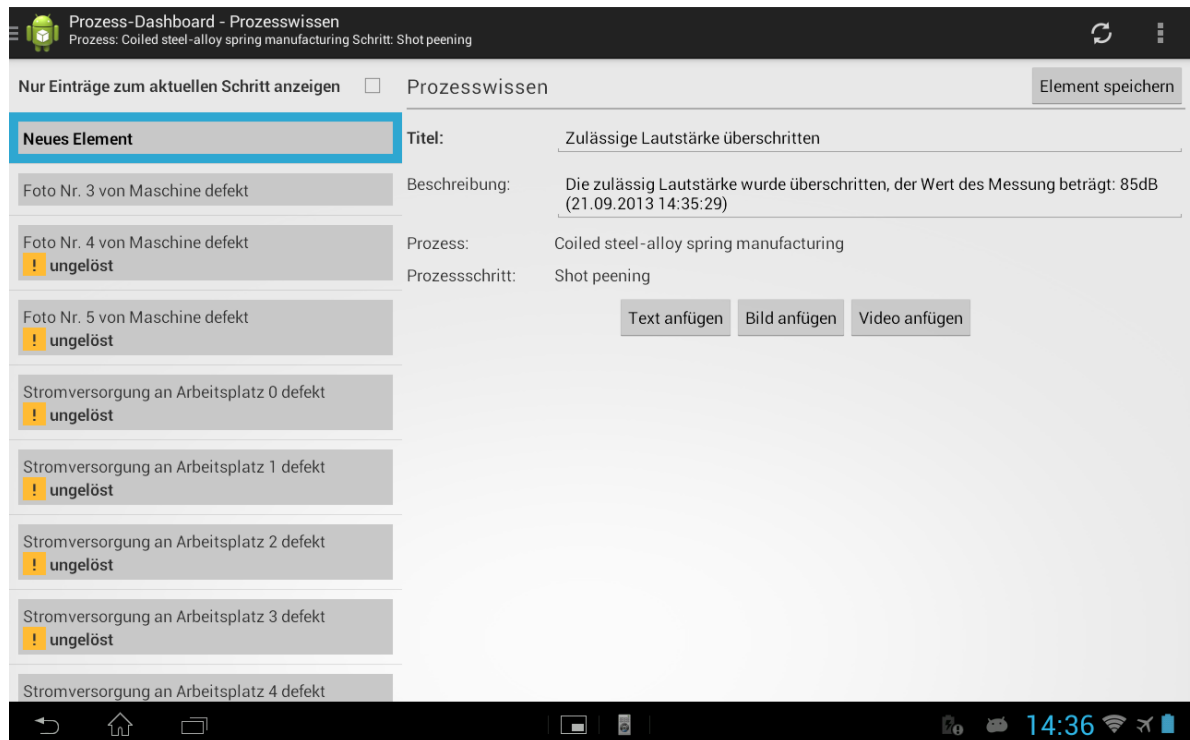 Prozess-Dashboard - Prozesswissen
Prozess: Coiled steel-alloy spring manufacturing Schritt: Shot peening
Nur Einträge zum aktuellen Schritt anzeigen
Neues Element
Foto Nr. 3 von Maschine defekt
Foto Nr. 4 von Maschine defekt
! ungelöst
Foto Nr. 5 von Maschine defekt
! ungelöst
Stromversorgung an Arbeitsplatz 0 defekt
! ungelöst
Stromversorgung an Arbeitsplatz 1 defekt
! ungelöst
Stromversorgung an Arbeitsplatz 2 defekt
! ungelöst
Stromversorgung an Arbeitsplatz 3 defekt
! ungelöst
Stromversorgung an Arbeitsplatz 4 defekt
Prozesswissen
Element speichern
Titel: Zulässige Lautstärke überschritten
Beschreibung: Die zulässig Lautstärke wurde überschritten, der Wert des Messung beträgt: 85dB
(21.09.2013 14:35:29)
Prozess: Coiled steel-alloy spring manufacturing
Prozessschritt: Shot peening
Text anfügen Bild anfügen Video anfügen
14:36